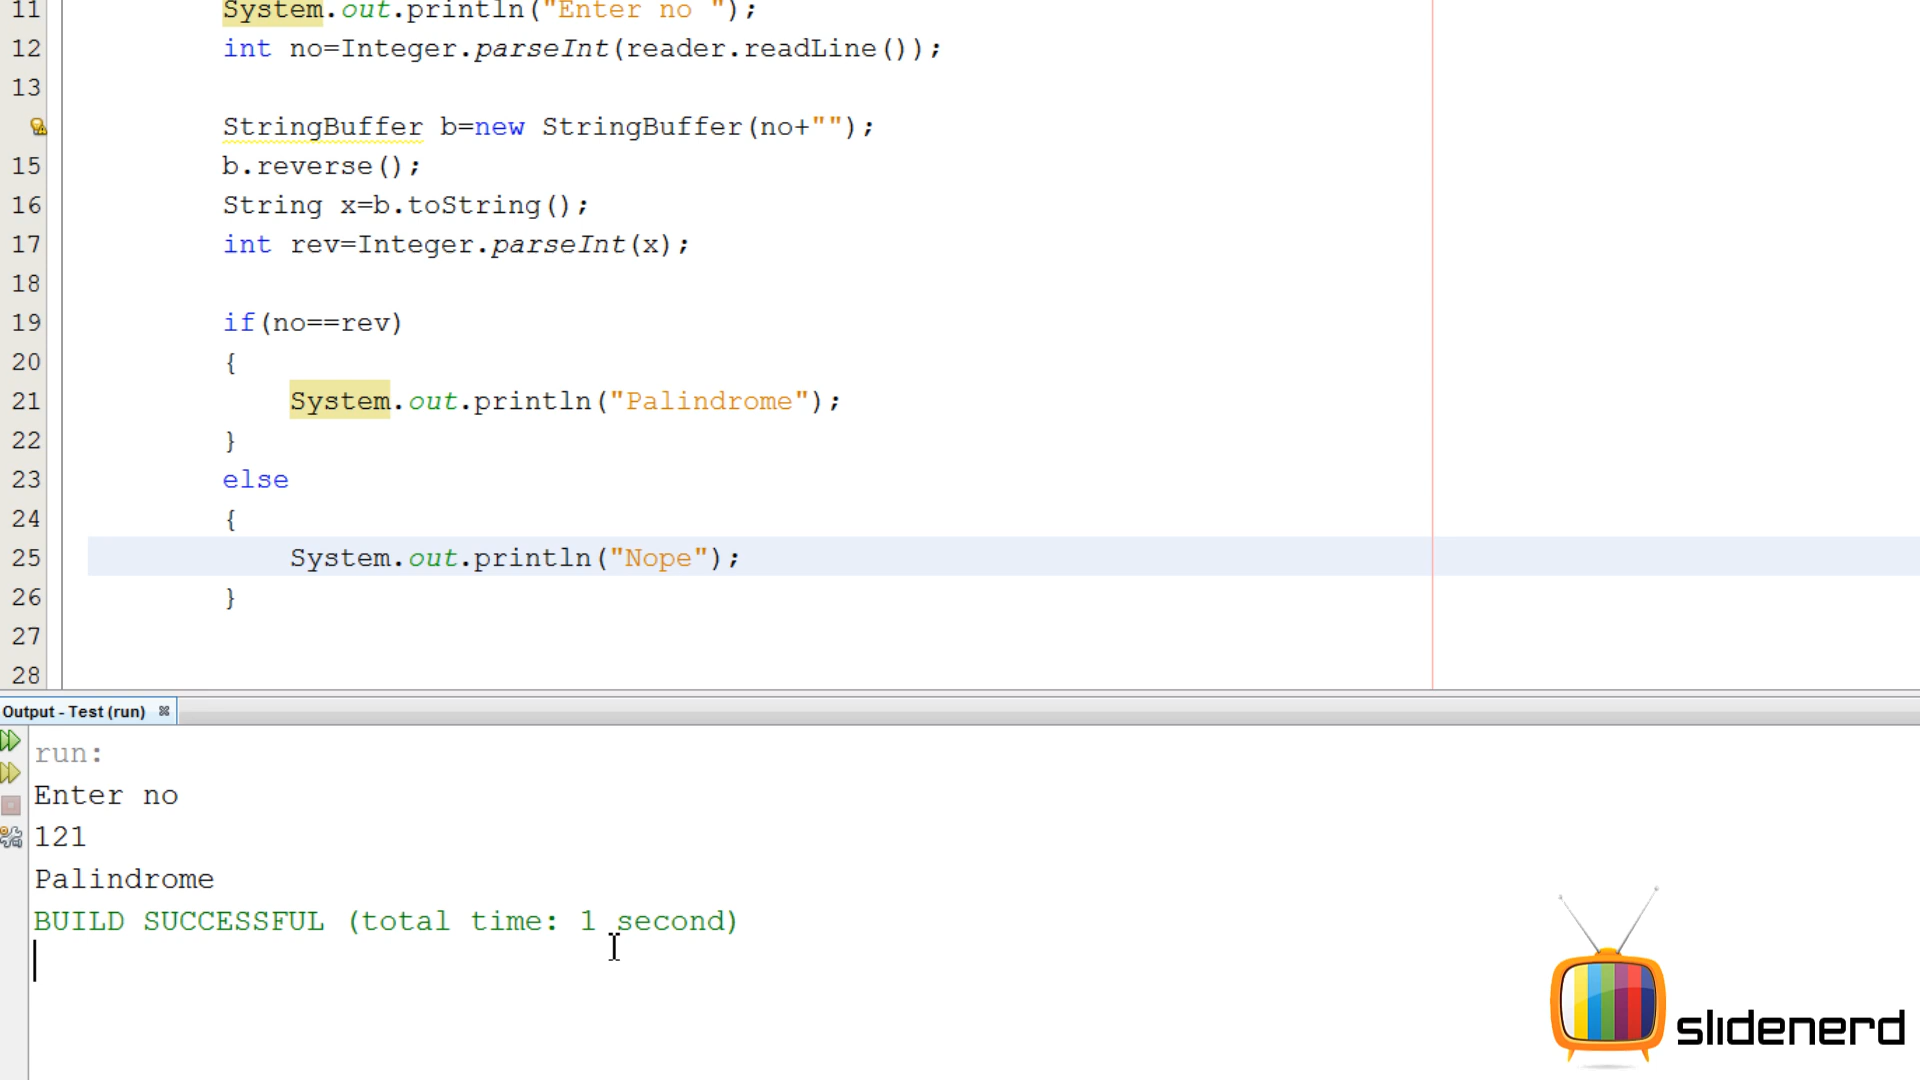 11 System.out.println("Enter no ");
12 int no=Integer.parseInt(reader.readLine());
13
StringBuffer b=new StringBuffer(no+"");
15 b.reverse();
16 String x=b.toString();
17 int rev=Integer.parseInt(x);
18
19 if(no==rev)
20 {
21 System.out.println("Palindrome");
22 }
23 else
24 {
25 System.out.println("Nope");
26 }
27
28
Output - Test (run)
run:
Enter no
121
Palindrome
BUILD SUCCESSFUL (total time: 1 second)
slidenerd